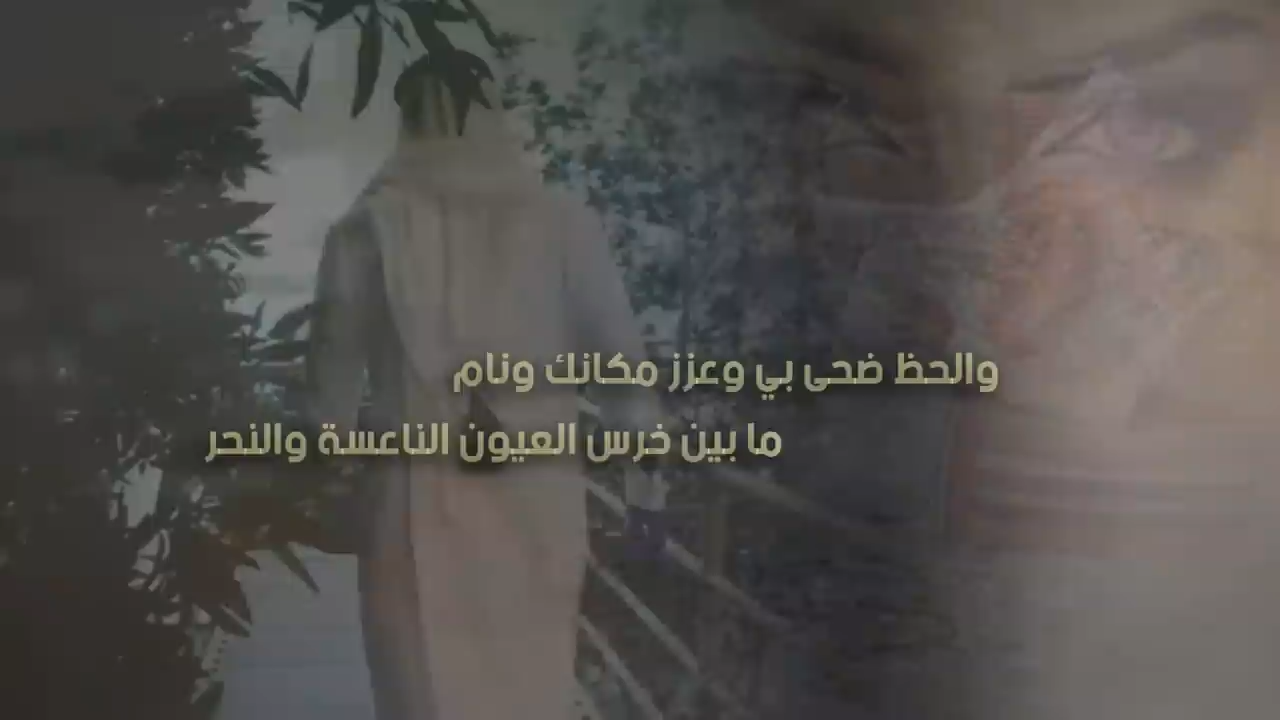 والحظ ضحى بي وعزز مكانك ونام
ما بين خرس العيون الناعسة والنحر